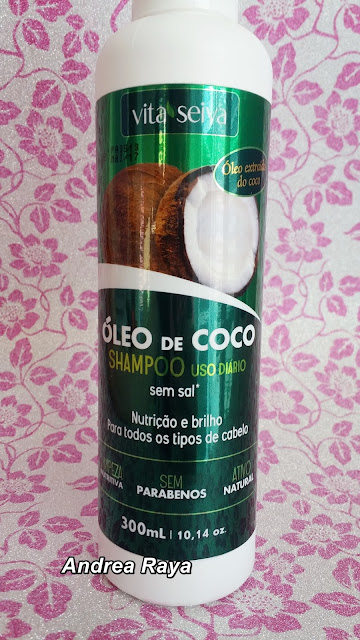 vita seiva
Óleo extraído
do coco
ÓLEO DE COCO
SHAMPOO USO DIÁRIO
sem sal*
Nutrição e brilho
Para todos os tipos de cabelo
SEM
PARABENOS
ATIVO
NATURAL
300mL | 10,14 oz.
Andrea Raya